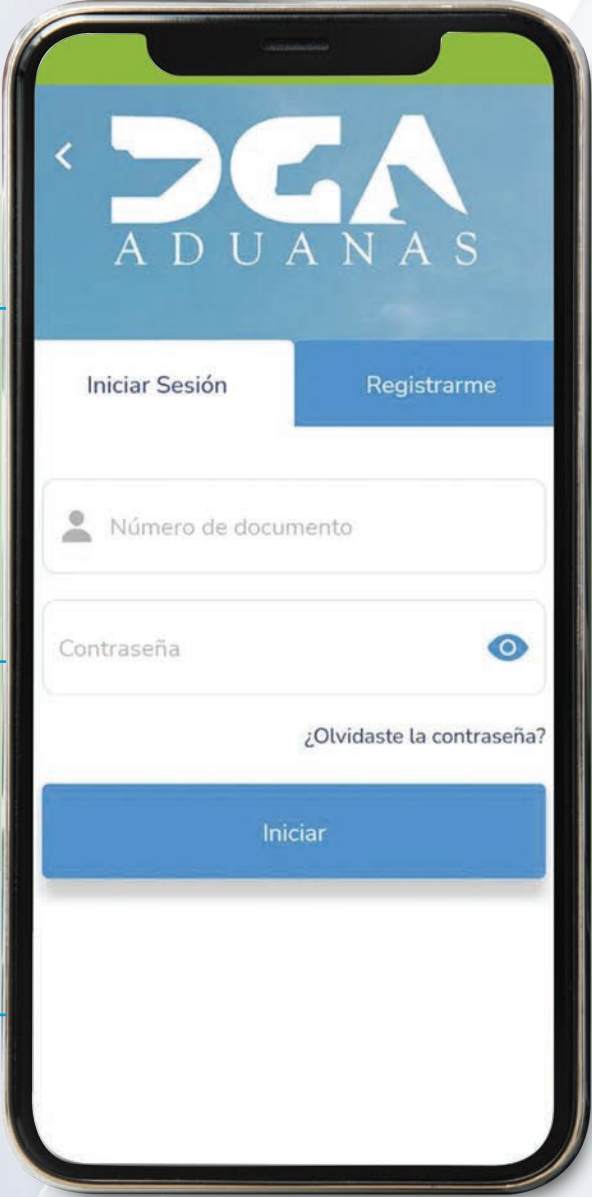 DGA
ADUANAS
Iniciar Sesión
Registrarme
Número de documento
Contraseña
¿Olvidaste la contraseña?
Iniciar